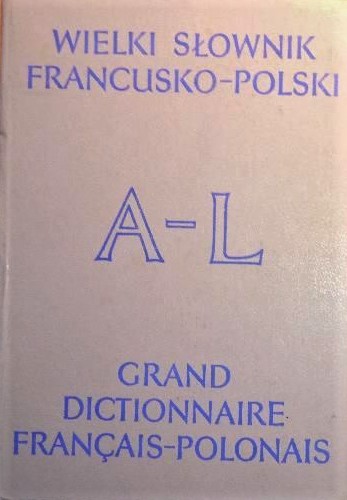 WIELKI SŁOWNIK
FRANCUSKO-POLSKI
A-L
GRAND
DICTIONNAIRE
FRANÇAIS-POLONAIS